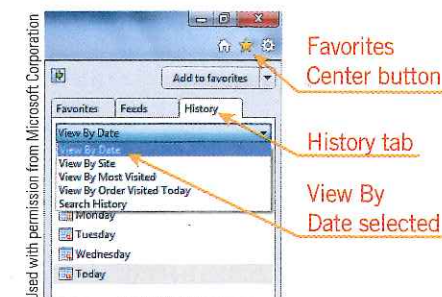 Used with permission from Microsoft Corporation
Add to favorites
Favorites
Feeds
History
View By Date
View By Date
View By Site
View By Most Visited
View By Order Visited Today
Search History
Monday
Tuesday
Wednesday
Today
Favorites
Center button
History tab
View By
Date selected